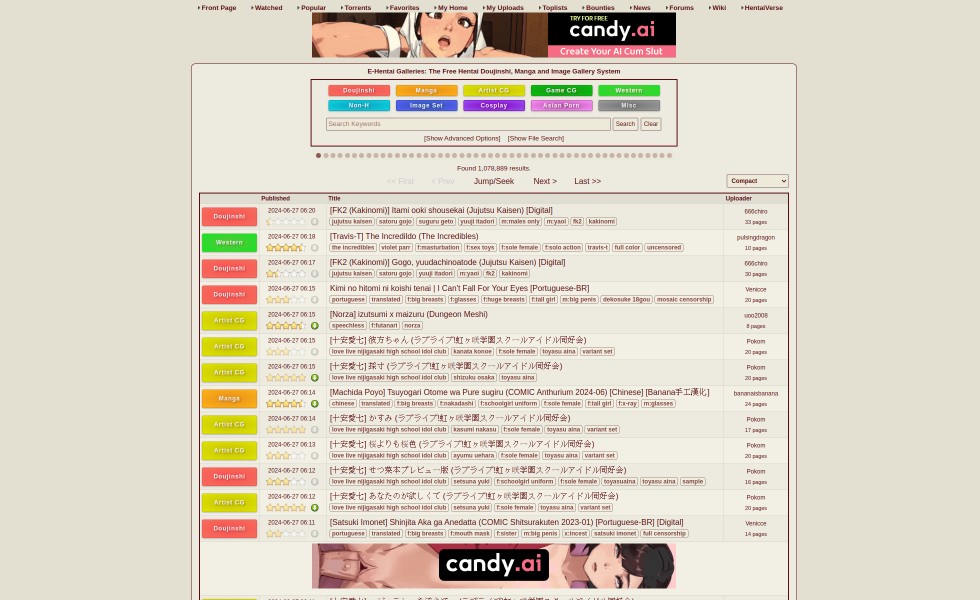 Front Page Watched Popular Torrents Favorites My Home My Uploads Toplists Bounties News Forums Wiki HentaiVerse
TRY FOR FREE
candy.ai
Create Your AI Cum Slut
E-Hentai Galleries: The Free Hentai Doujinshi, Manga and Image Gallery System
Doujinshi Manga Artist CG Game CG Western
Non-H Image Set Cosplay Asian Porn Misc
Search Keywords Search Clear
[Show Advanced Options] [Show File Search]
Found 1,078,889 results.
<< First < Prev Jump/Seek Next > Last >> Compact
Published Title Uploader
Doujinshi 2024-06-27 06:20 [FK2 (Kakinomi)] Itami ooki shousekai (Jujutsu Kaisen) [Digital] 666chiro
jujutsu kaisen satoru gojo suguru geto yuuji itadori m:males only m:yaoi fk2 kakinomi 33 pages
Western 2024-06-27 06:18 [Travis-T] The Incredildo (The Incredibles) pulsingdragon
the incredibles violet parr f:masturbation f:sex toys f:sole female f:solo action travis-t full color uncensored 10 pages
Doujinshi 2024-06-27 06:17 [FK2 (Kakinomi)] Gogo, yuudachinoatode (Jujutsu Kaisen) [Digital] 666chiro
jujutsu kaisen satoru gojo yuuji itadori m:yaoi fk2 kakinomi 30 pages
Doujinshi 2024-06-27 06:15 Kimi no hitomi ni koishi tenai | I Can't Fall For Your Eyes [Portuguese-BR] Venicce
portuguese translated f:big breasts f:glasses f:huge breasts f:tall girl m:big penis dekosuke 18gou mosaic censorship 20 pages
Artist CG 2024-06-27 06:15 [Norza] izutsumi x maizuru (Dungeon Meshi) uoo2008
speechless f:futanari norza 8 pages
Artist CG 2024-06-27 06:15 [十安愛七] 彼方ちゃん (ラブライブ!虹ヶ咲学園スクールアイドル同好会) Pokom
love live nijigasaki high school idol club kanata konoe f:sole female toyasu aina variant set 20 pages
Artist CG 2024-06-27 06:15 [十安愛七] 採寸 (ラブライブ!虹ヶ咲学園スクールアイドル同好会) Pokom
love live nijigasaki high school idol club shizuku osaka toyasu aina 20 pages
Manga 2024-06-27 06:14 [Machida Poyo] Tsuyogari Otome wa Pure sugiru (COMIC Anthurium 2024-06) [Chinese] [Banana手工漢化] bananaisbanana
chinese translated f:big breasts f:nakadashi f:schoolgirl uniform f:sole female f:tall girl f:x-ray m:glasses 24 pages
Artist CG 2024-06-27 06:14 [十安愛七] かすみ (ラブライブ!虹ヶ咲学園スクールアイドル同好会) Pokom
love live nijigasaki high school idol club kasumi nakasu f:sole female toyasu aina variant set 17 pages
Artist CG 2024-06-27 06:13 [十安愛七] 桜よりも桜色 (ラブライブ!虹ヶ咲学園スクールアイドル同好会) Pokom
love live nijigasaki high school idol club ayumu uehara f:sole female toyasu aina variant set 20 pages
Doujinshi 2024-06-27 06:12 [十安愛七] せつ菜本プレビュー版 (ラブライブ!虹ヶ咲学園スクールアイドル同好会) Pokom
love live nijigasaki high school idol club setsuna yuki f:schoolgirl uniform f:sole female toyasuaina toyasu aina sample 16 pages
Artist CG 2024-06-27 06:12 [十安愛七] あなたのが欲しくて (ラブライブ!虹ヶ咲学園スクールアイドル同好会) Pokom
love live nijigasaki high school idol club setsuna yuki f:sole female toyasu aina variant set 20 pages
Doujinshi 2024-06-27 06:11 [Satsuki Imonet] Shinjita Aka ga Anedatta (COMIC Shitsurakuten 2023-01) [Portuguese-BR] [Digital] Venicce
portuguese translated f:big breasts f:mouth mask f:sister m:big penis x:incest satsuki imonet full censorship 14 pages
candy.ai